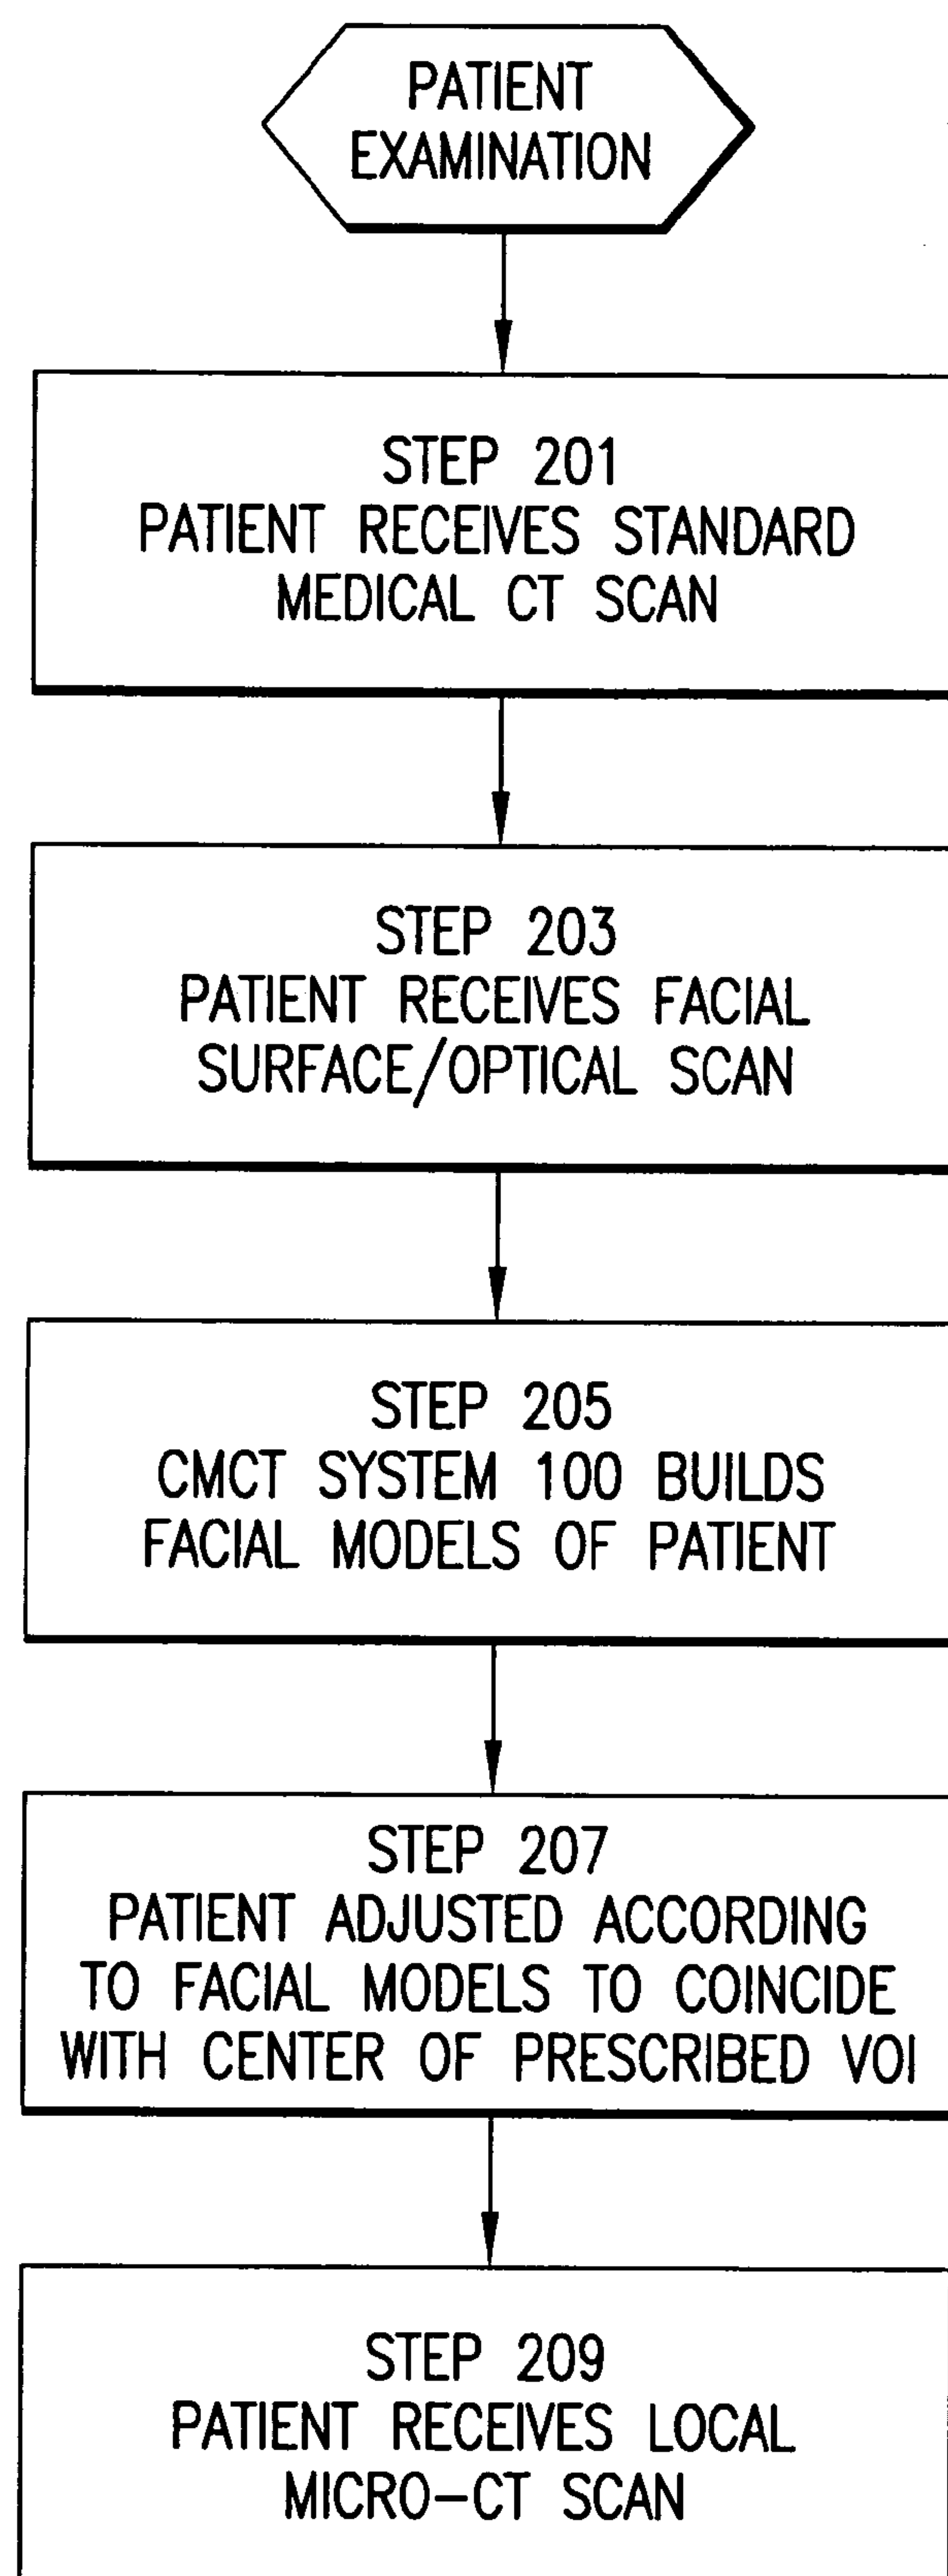 PATIENT
EXAMINATION
STEP 201
PATIENT RECEIVES STANDARD
MEDICAL CT SCAN
STEP 203
PATIENT RECEIVES FACIAL
SURFACE/OPTICAL SCAN
STEP 205
CMCT SYSTEM 100 BUILDS
FACIAL MODELS OF PATIENT
STEP 207
PATIENT ADJUSTED ACCORDING
TO FACIAL MODELS TO COINCIDE
WITH CENTER OF PRESCRIBED VOI
STEP 209
PATIENT RECEIVES LOCAL
MICRO-CT SCAN